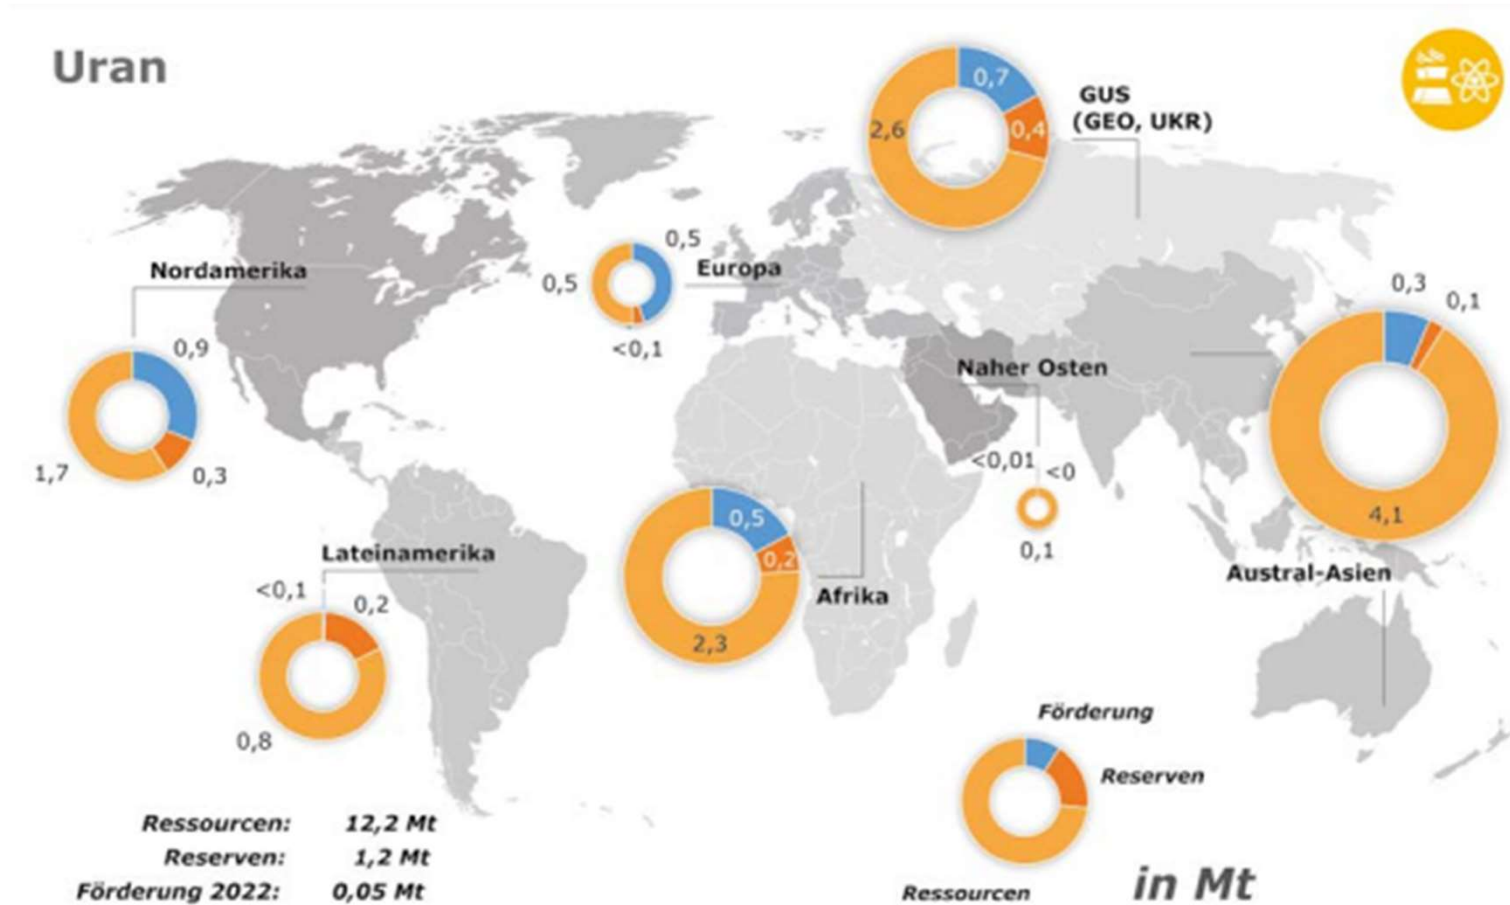 Uran
0,7
0,4
2,6
GUS
(GEO, UKR)
Nordamerika
0,9
1,7
0,3
0,5
0,5
<0,1
Europa
Naher Osten
<0,01
<0
0,1
0,3
0,1
4,1
Austral-Asien
Lateinamerika
<0,1
0,2
0,8
0,5
0,2
2,3
Afrika
Förderung
Reserven
Ressourcen
in Mt
Ressourcen: 12,2 Mt
Reserven: 1,2 Mt
Förderung 2022: 0,05 Mt